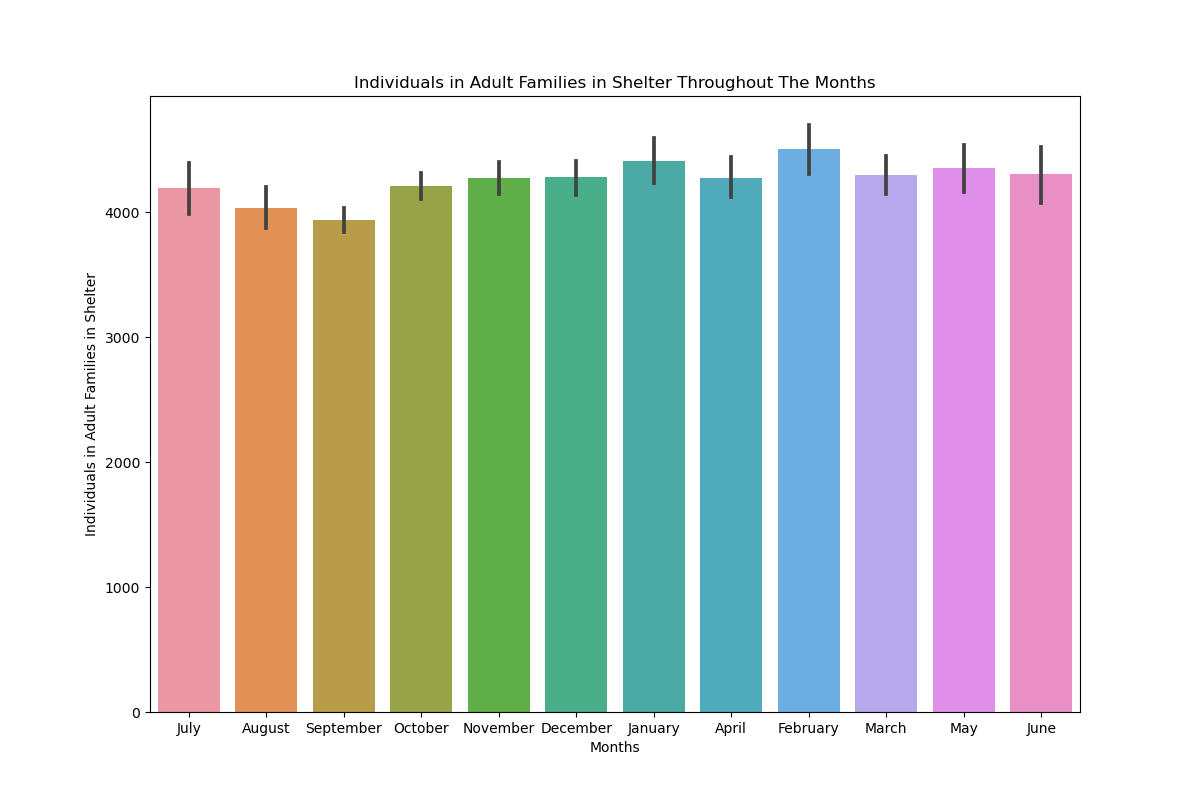 Individuals in Adult Families in Shelter Throughout The Months
Individuals in Adult Families in Shelter
4000
3000
2000
1000
0
July August September October November December January April February March May June
Months